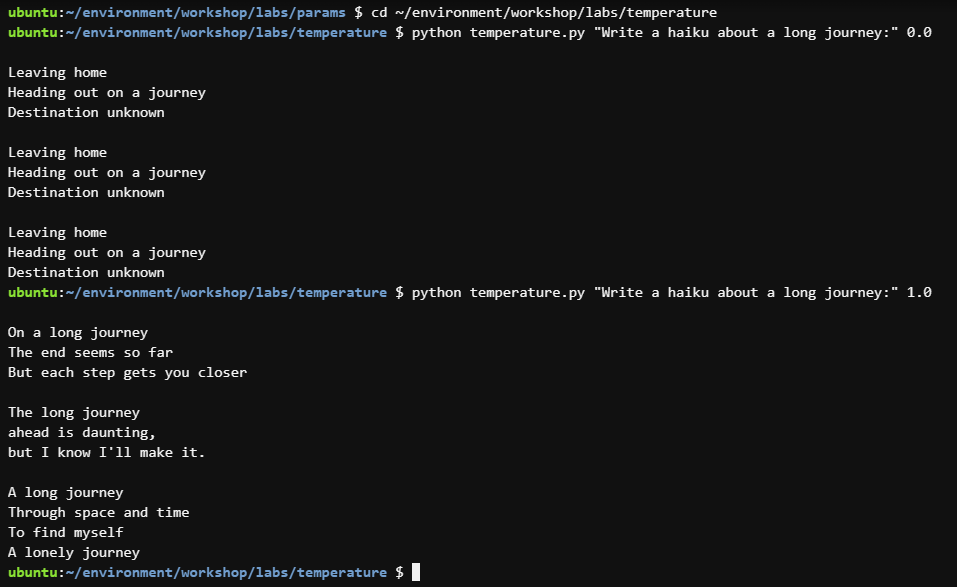 ubuntu:~/environment/workshop/labs/params $ cd ~/environment/workshop/labs/temperature
ubuntu:~/environment/workshop/labs/temperature $ python temperature.py "Write a haiku about a long journey:" 0.0
Leaving home
Heading out on a journey
Destination unknown
Leaving home
Heading out on a journey
Destination unknown
Leaving home
Heading out on a journey
Destination unknown
ubuntu:~/environment/workshop/labs/temperature $ python temperature.py "Write a haiku about a long journey:" 1.0
On a long journey
The end seems so far
But each step gets you closer
The long journey
ahead is daunting,
but I know I'll make it.
A long journey
Through space and time
To find myself
A lonely journey
ubuntu:~/environment/workshop/labs/temperature $